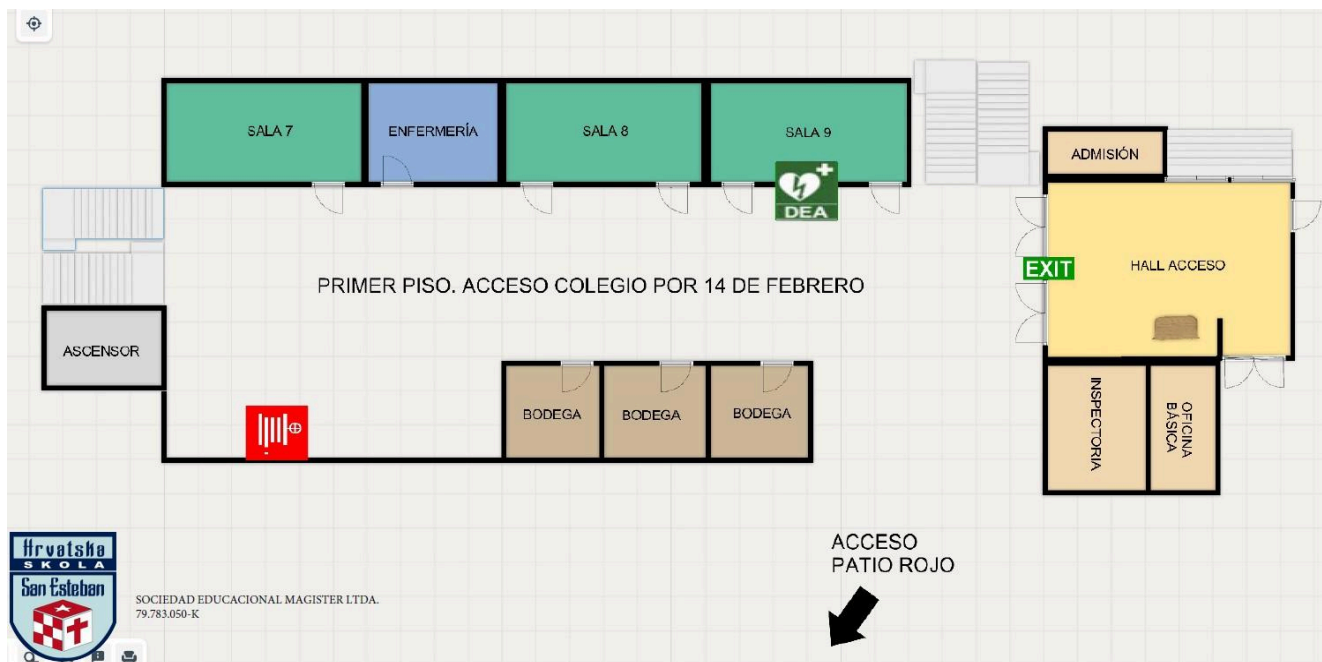 SALA 7
ENFERMERÍA
SALA 8
SALA 9
DEA
ADMISIÓN
EXIT
HALL ACCESO
PRIMER PISO. ACCESO COLEGIO POR 14 DE FEBRERO
ASCENSOR
BODEGA
BODEGA
BODEGA
INSPECTORIA
OFICINA
BÁSICA
ACCESO
PATIO ROJO
Hrvatska
SKOLA
San Esteban
SOCIEDAD EDUCACIONAL MAGISTER LTDA.
79.783.050-K